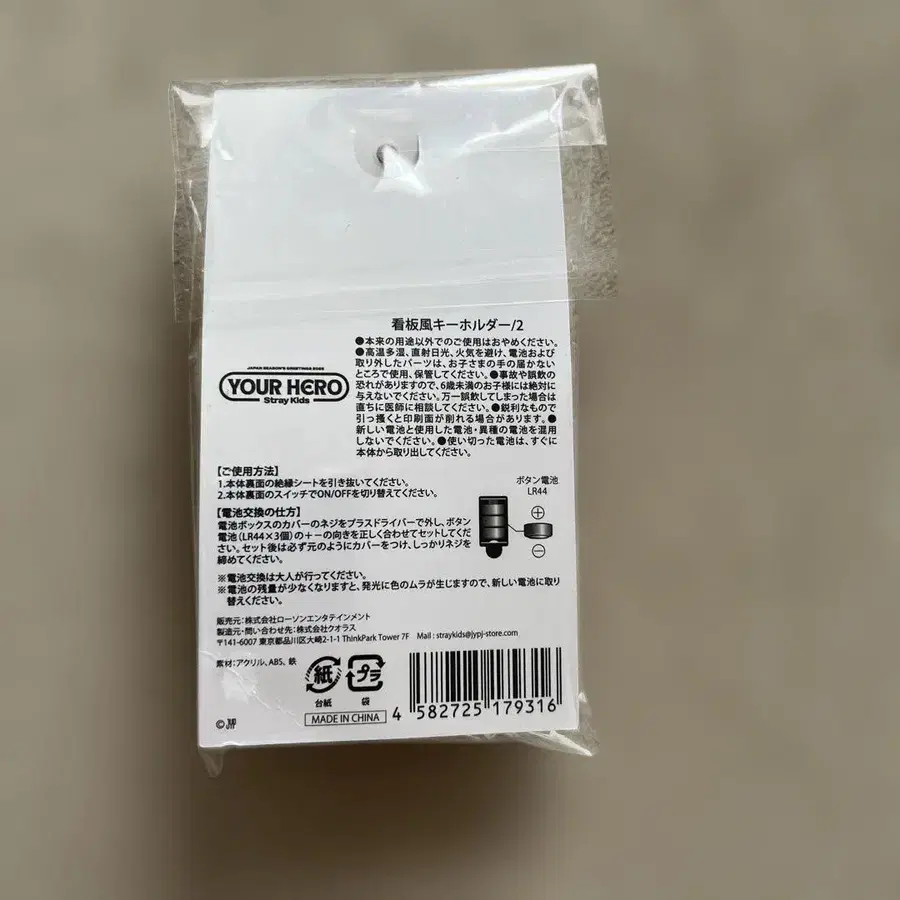 看板風キーホルダー/2
●本来の用途以外でのご使用はおやめください。
●高温多湿、直射日光、火気を避け、電池および
取り外したパーツは、お子さまの手の届かない
ところで使用、保管してください。●事故や誤飲の
恐れがありますので、6歳未満のお子様には絶対に
与えないでください。万一誤飲してしまった場合は
直ちに医師に相談してください。●鋭利なもので
引っ掻くと印刷面が削れる場合があります。●
新しい電池と使用した電池・異種の電池を混用
しないでください。●使い切った電池は、すぐに
本体から取り出してください。
JAPAN SEASON'S GREETINGS 2025
YOUR HERO
Stray Kids
【ご使用方法】
1.本体裏面の絶縁シートを引き抜いてください。
2.本体裏面のスイッチでON/OFFを切り替えてください。
【電池交換の仕方】
電池ボックスのカバーのネジをプラスドライバーで外し、ボタン
電池(LR44×3個)の+-の向きを正しく合わせてセットしてくだ
さい。セット後は必ず元のようにカバーをつけ、しっかりネジを
締めてください。
ボタン電池
LR44
+
-
※電池交換は大人が行ってください。
※電池の残量が少なくなりますと、発光に色のムラが生じますので、新しい電池に取り
替えください。
販売元:株式会社ローソンエンタテインメント
製造元・問い合わせ先:株式会社クオラス
〒141-6007 東京都品川区大崎2-1-1 ThinkPark Tower 7F Mail : straykids@jypj-store.com
素材:アクリル、ABS、鉄
紙
台紙
プラ
袋
MADE IN CHINA
4 582725 179316
© JYP